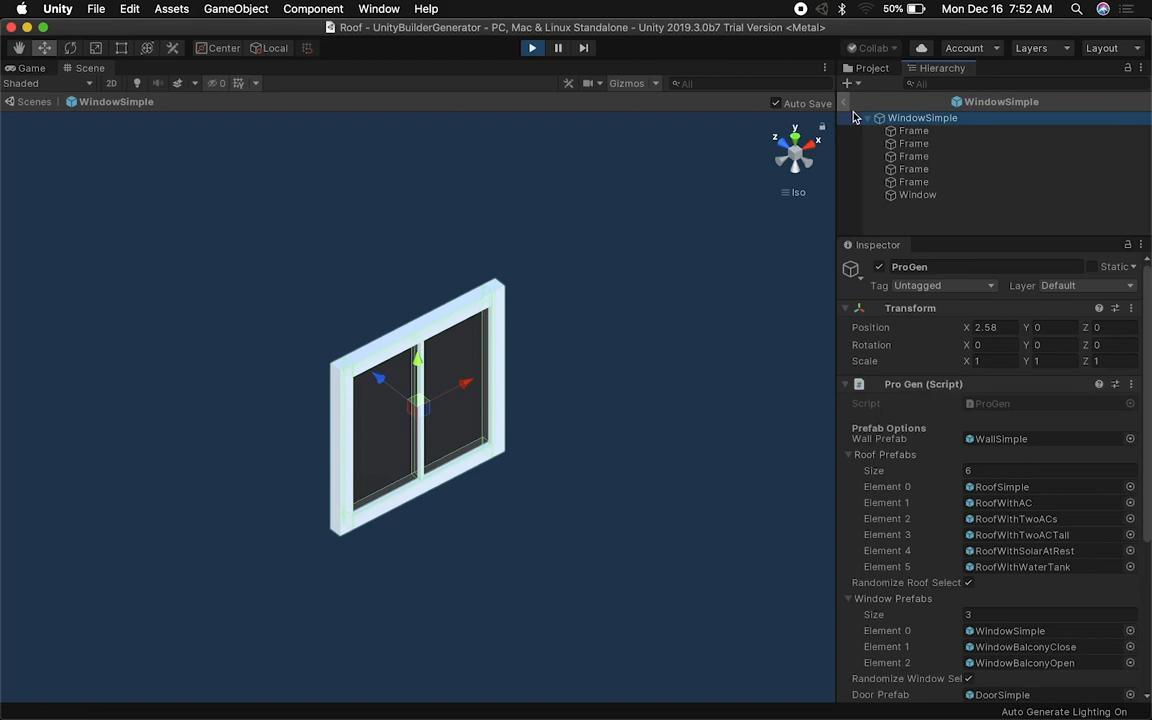 Unity File Edit Assets GameObject Component Window Help 50% Mon Dec 16 7:52 AM
Roof - UnityBuilderGenerator - PC, Mac & Linux Standalone - Unity 2019.3.0b7 Trial Version <Metal>
Center Local Collab Account Layers Layout
Game Scene Project Hierarchy
Shaded 2D 0 Gizmos All All
Scenes WindowSimple Auto Save WindowSimple
WindowSimple
Frame
Frame
Frame
Frame
Frame
Window
y
z x
Iso
Inspector
ProGen Static
Tag Untagged Layer Default
Transform
Position X 2.58 Y 0 Z 0
Rotation X 0 Y 0 Z 0
Scale X 1 Y 1 Z 1
Pro Gen (Script)
Script ProGen
Prefab Options
Wall Prefab WallSimple
Roof Prefabs
Size 6
Element 0 RoofSimple
Element 1 RoofWithAC
Element 2 RoofWithTwoACs
Element 3 RoofWithTwoACTall
Element 4 RoofWithSolarAtRest
Element 5 RoofWithWaterTank
Randomize Roof Select
Window Prefabs
Size 3
Element 0 WindowSimple
Element 1 WindowBalconyClose
Element 2 WindowBalconyOpen
Randomize Window Sel
Door Prefab DoorSimple
Auto Generate Lighting On